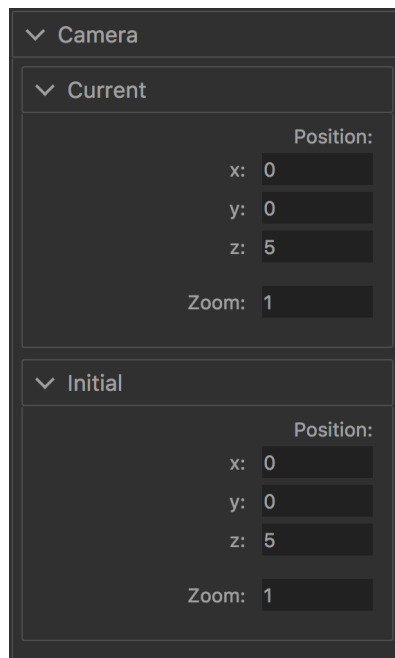 Camera
Current
Position:
x: 0
y: 0
z: 5
Zoom: 1
Initial
Position:
x: 0
y: 0
z: 5
Zoom: 1